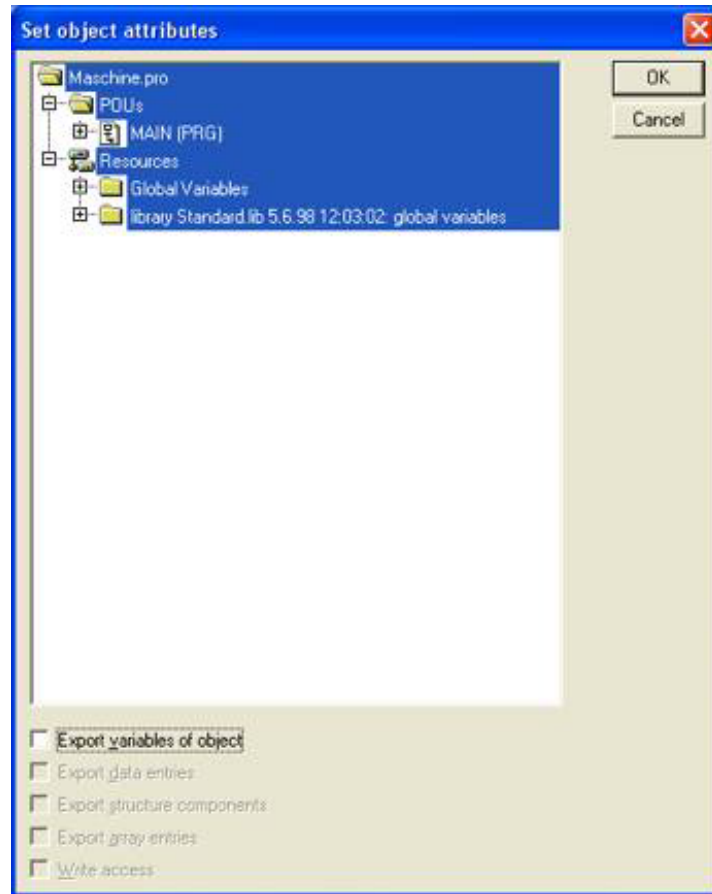 Set object attributes
Maschine.pro
POUs
MAIN (PRG)
Resources
Global Variables
library Standard.lib 5.6.98 12:03:02: global variables
OK
Cancel
Export variables of object
Export data entries
Export structure components
Export array entries
Write access